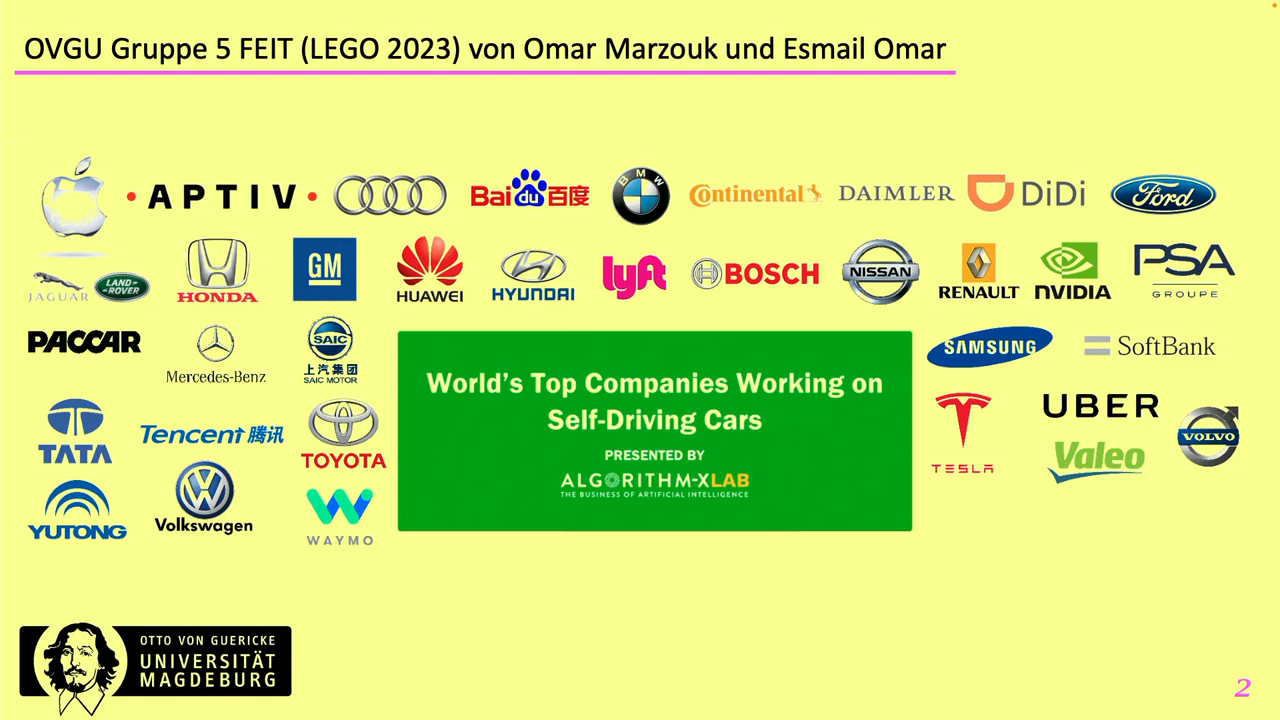 OVGU Gruppe 5 FEIT (LEGO 2023) von Omar Marzouk und Esmail Omar
APTIV
Bai du 百度
BMW
Continental
DAIMLER
DiDi
Ford
JAGUAR
LAND-ROVER
HONDA
GM
HUAWEI
HYUNDAI
lyft
BOSCH
NISSAN
RENAULT
NVIDIA
PSA
GROUPE
PACCAR
Mercedes-Benz
SAIC
上汽集团
SAIC MOTOR
World's Top Companies Working on
Self-Driving Cars
PRESENTED BY
ALGORITHM-XLAB
THE BUSINESS OF ARTIFICIAL INTELLIGENCE
SAMSUNG
SoftBank
TATA
Tencent 腾讯
TOYOTA
TESLA
UBER
Valeo
VOLVO
YUTONG
Volkswagen
WAYMO
OTTO VON GUERICKE
UNIVERSITÄT
MAGDEBURG
2